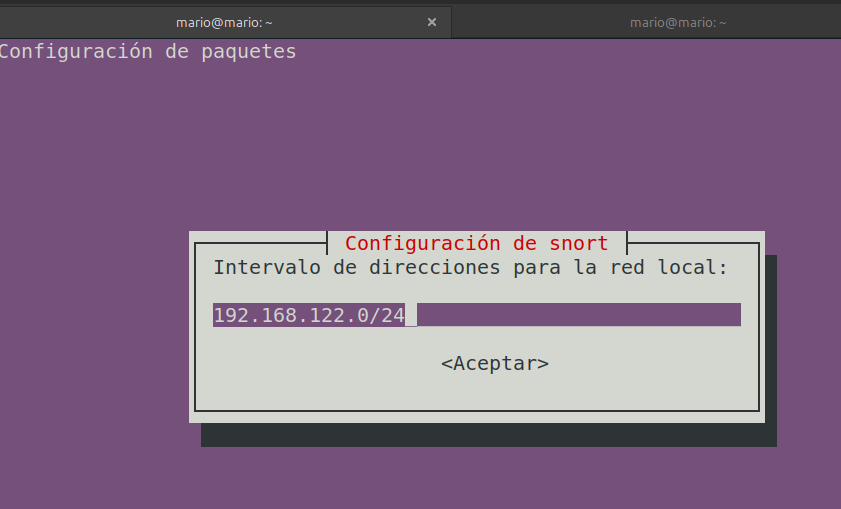 mario@mario: ~ × mario@mario: ~
Configuración de paquetes
Configuración de snort
Intervalo de direcciones para la red local:
192.168.122.0/24
<Aceptar>